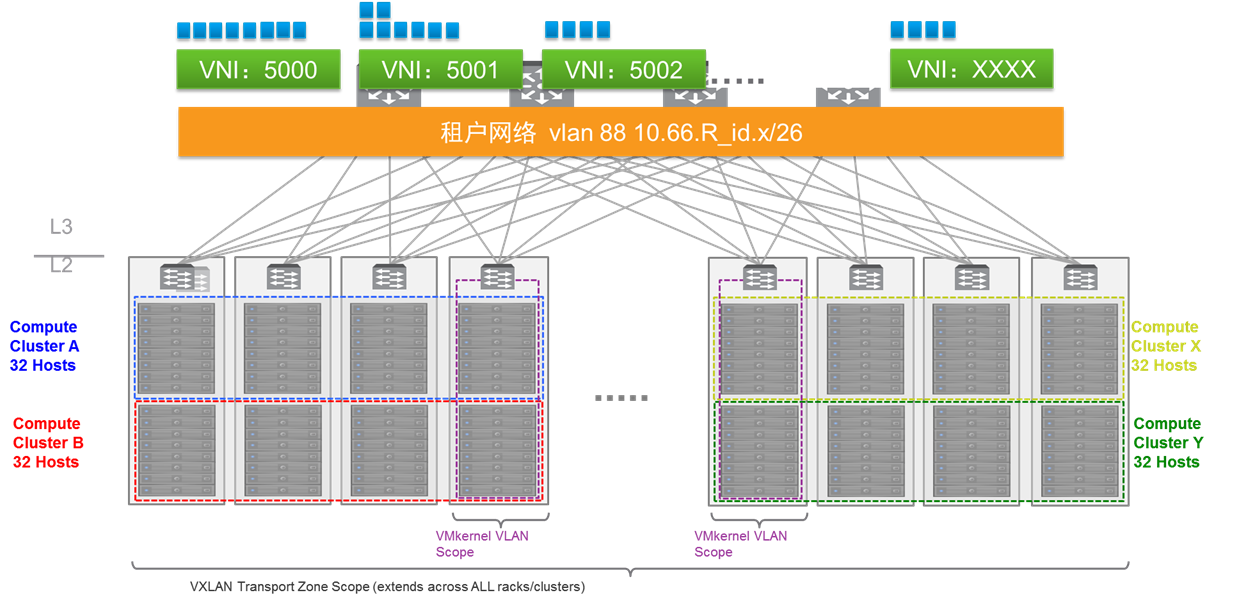 VNI：5000
VNI：5001
VNI：5002
VNI：XXXX
租户网络 vlan 88 10.66.R_id.x/26
L3
L2
Compute
Cluster A
32 Hosts
Compute
Cluster X
32 Hosts
Compute
Cluster B
32 Hosts
Compute
Cluster Y
32 Hosts
VMkernel VLAN
Scope
VMkernel VLAN
Scope
VXLAN Transport Zone Scope (extends across ALL racks/clusters)